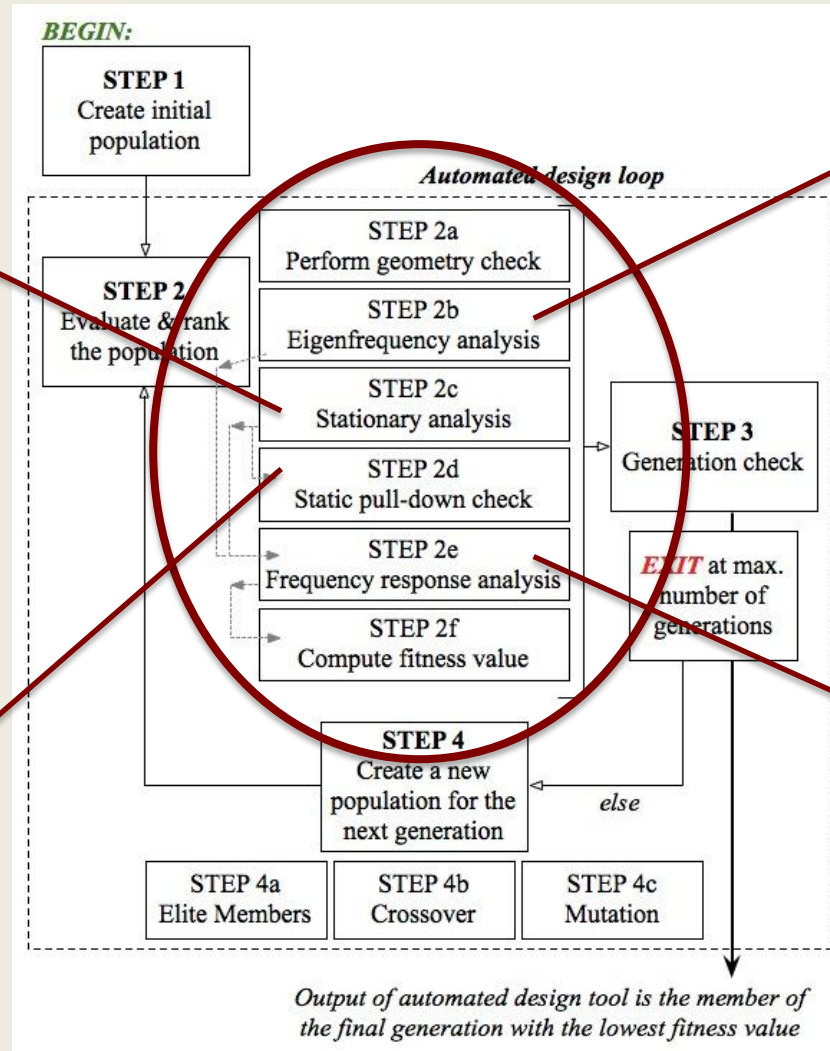 BEGIN:
STEP 1
Create initial
population
Automated design loop
STEP 2
Evaluate & rank
the population
STEP 2a
Perform geometry check
STEP 2b
Eigenfrequency analysis
STEP 2c
Stationary analysis
STEP 2d
Static pull-down check
STEP 2e
Frequency response analysis
STEP 2f
Compute fitness value
STEP 3
Generation check
EXIT at max.
number of
generations
STEP 4
Create a new
population for the
next generation
else
STEP 4a
Elite Members
STEP 4b
Crossover
STEP 4c
Mutation
Output of automated design tool is the member of
the final generation with the lowest fitness value